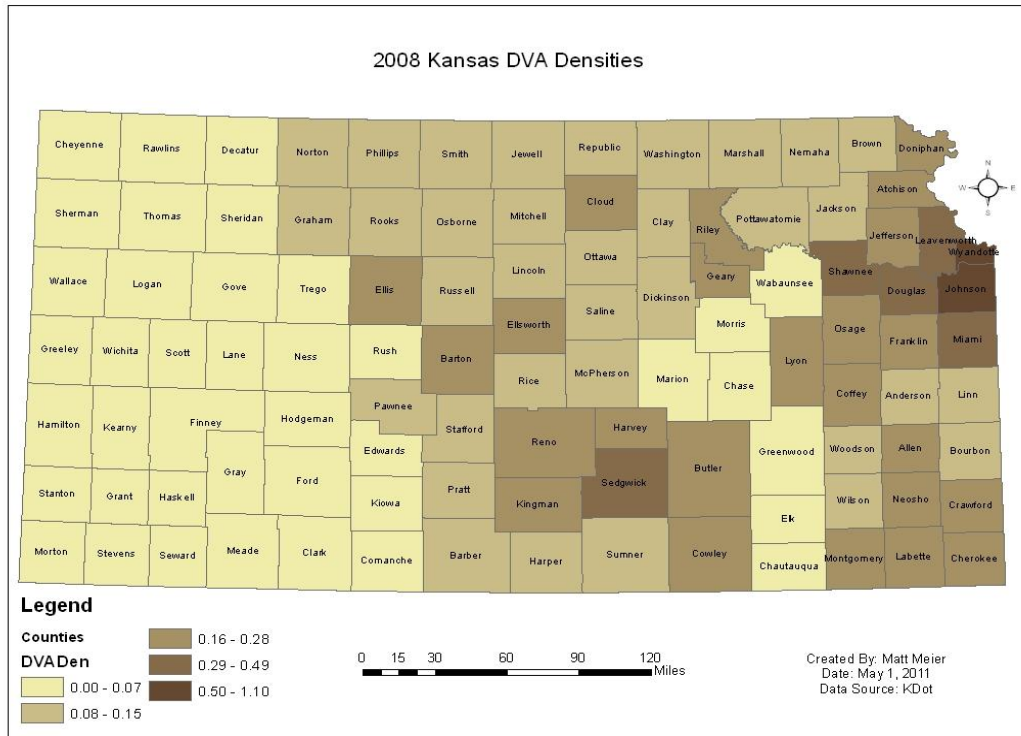 2008 Kansas DVA Densities
Cheyenne Rawlins Decatur Norton Phillips Smith Jewell Republic Washington Marshall Nemaha Brown Doniphan
N
W E
S
Sherman Thomas Sheridan Graham Rooks Osborne Mitchell Cloud Clay Riley Pottawatomie Jackson Atchison
Jefferson Leavenworth
Wyandotte
Wallace Logan Gove Trego Ellis Russell Lincoln Ottawa Dickinson Geary Wabaunsee Shawnee Douglas Johnson
Greeley Wichita Scott Lane Ness Rush Barton Ellsworth Saline Morris Lyon Osage Franklin Miami
Rice McPherson Marion Chase
Hamilton Kearny Finney Hodgeman Pawnee Stafford Coffey Anderson Linn
Gray Ford Edwards Reno Harvey Butler Greenwood Woodson Allen Bourbon
Stanton Grant Haskell Kiowa Pratt Kingman Sedgwick Elk Wilson Neosho Crawford
Morton Stevens Seward Meade Clark Comanche Barber Harper Sumner Cowley Chautauqua Montgomery Labette Cherokee
Legend
Counties
DVADen
0.00 - 0.07
0.08 - 0.15
0.16 - 0.28
0.29 - 0.49
0.50 - 1.10
0 15 30 60 90 120
Miles
Created By: Matt Meier
Date: May 1, 2011
Data Source: KDot